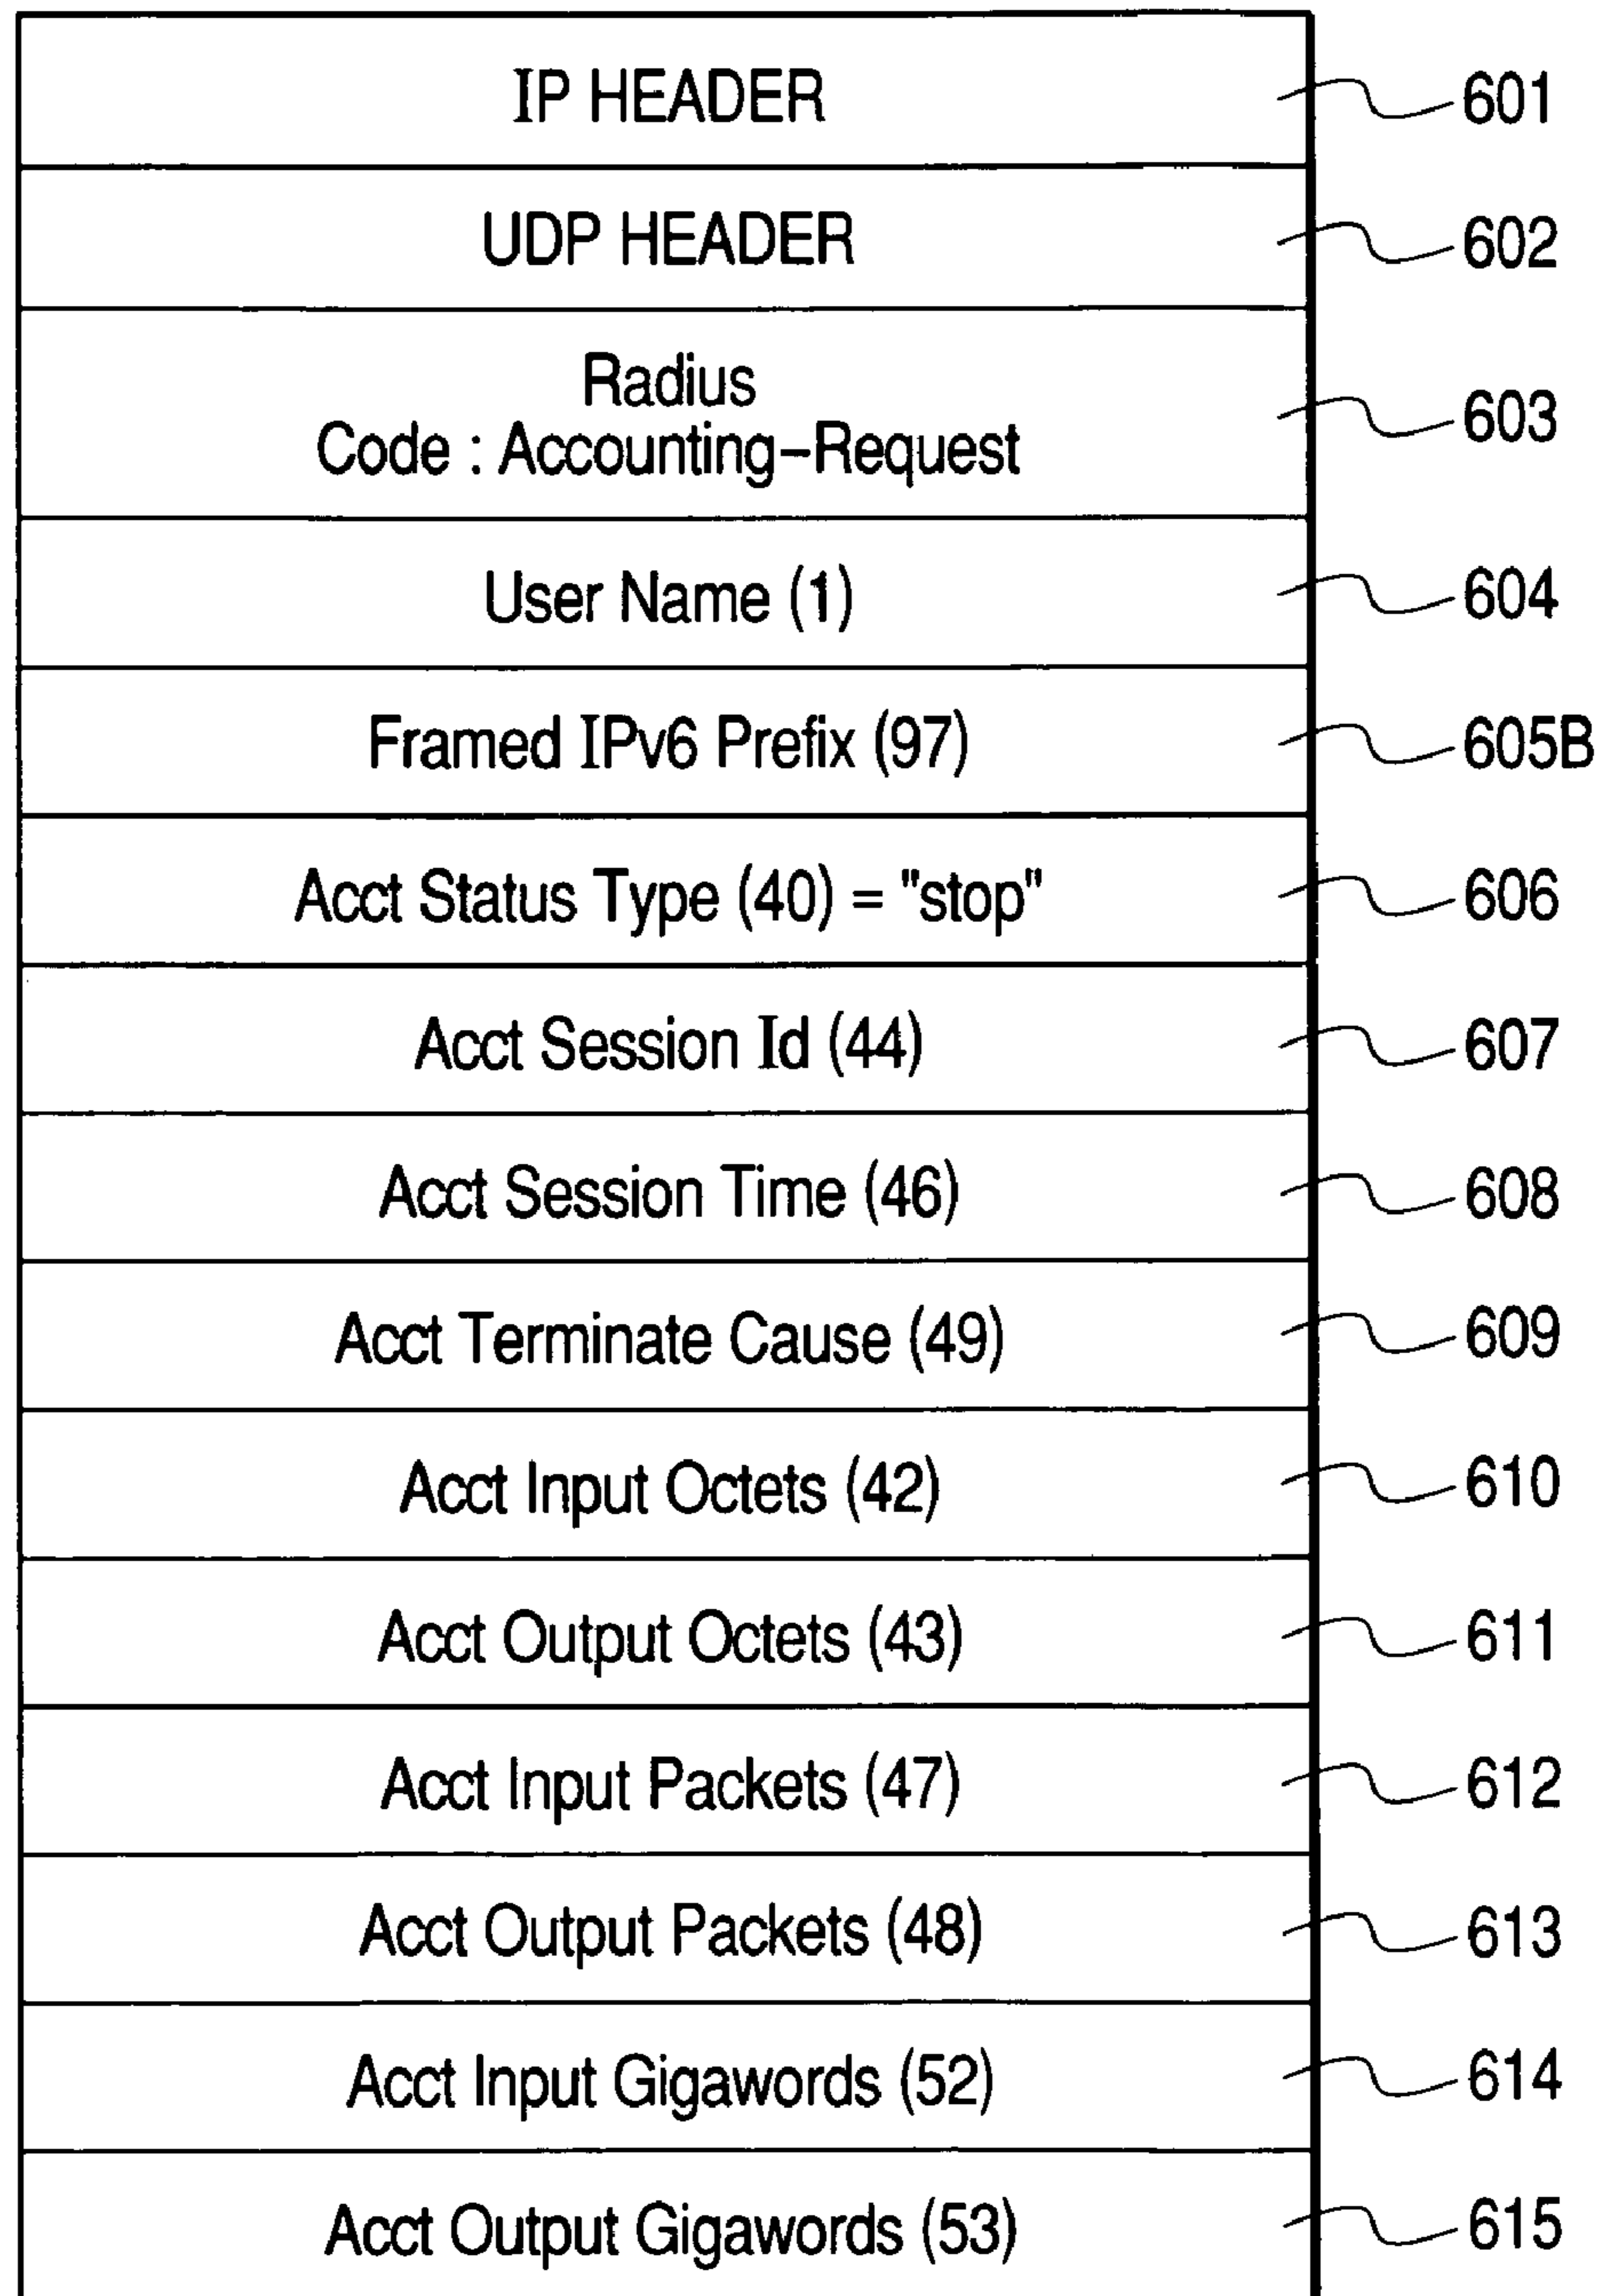 IP HEADER 601
UDP HEADER 602
Radius
Code : Accounting-Request 603
User Name (1) 604
Framed IPv6 Prefix (97) 605B
Acct Status Type (40) = "stop" 606
Acct Session Id (44) 607
Acct Session Time (46) 608
Acct Terminate Cause (49) 609
Acct Input Octets (42) 610
Acct Output Octets (43) 611
Acct Input Packets (47) 612
Acct Output Packets (48) 613
Acct Input Gigawords (52) 614
Acct Output Gigawords (53) 615